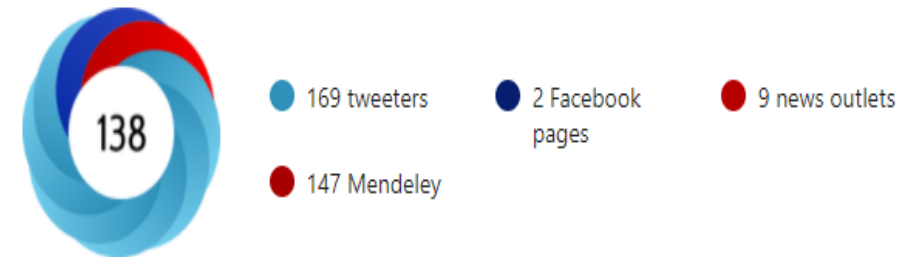 138
169 tweeters
2 Facebook
pages
9 news outlets
147 Mendeley